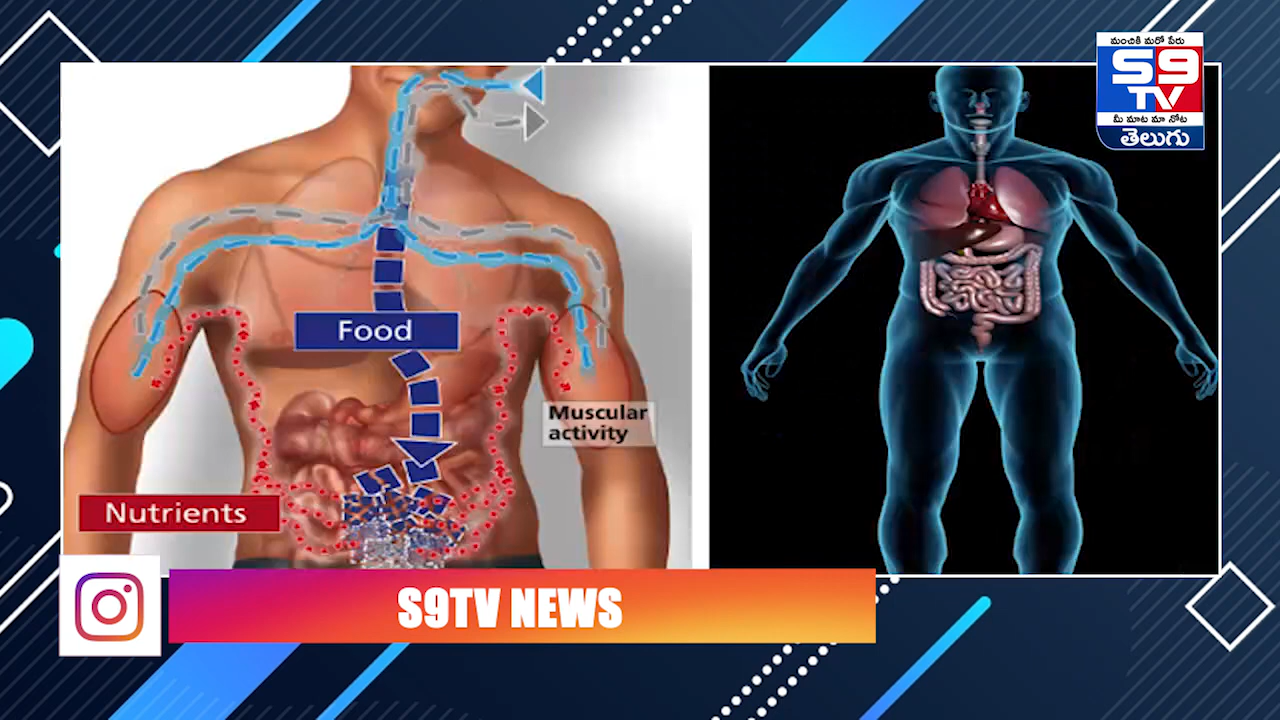 మంచికి మరో పేరు
S9
TV
మీ మాట మా నోట
తెలుగు
Food
Muscular
activity
Nutrients
S9TV NEWS